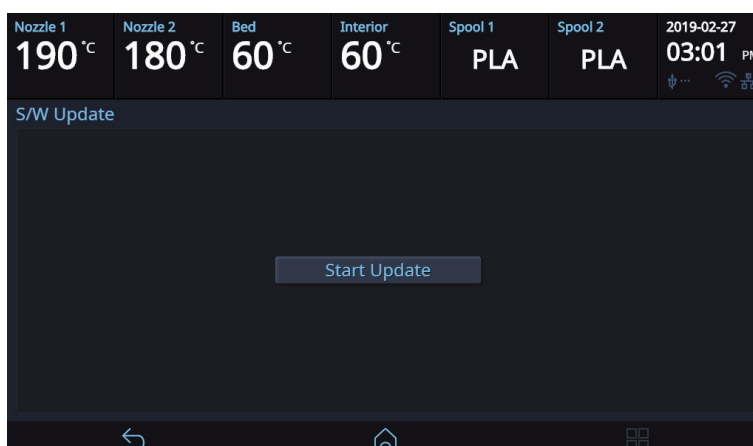 Nozzle 1
190 °C
Nozzle 2
180 °C
Bed
60 °C
Interior
60 °C
Spool 1
PLA
Spool 2
PLA
2019-02-27
03:01 PM
S/W Update
Start Update